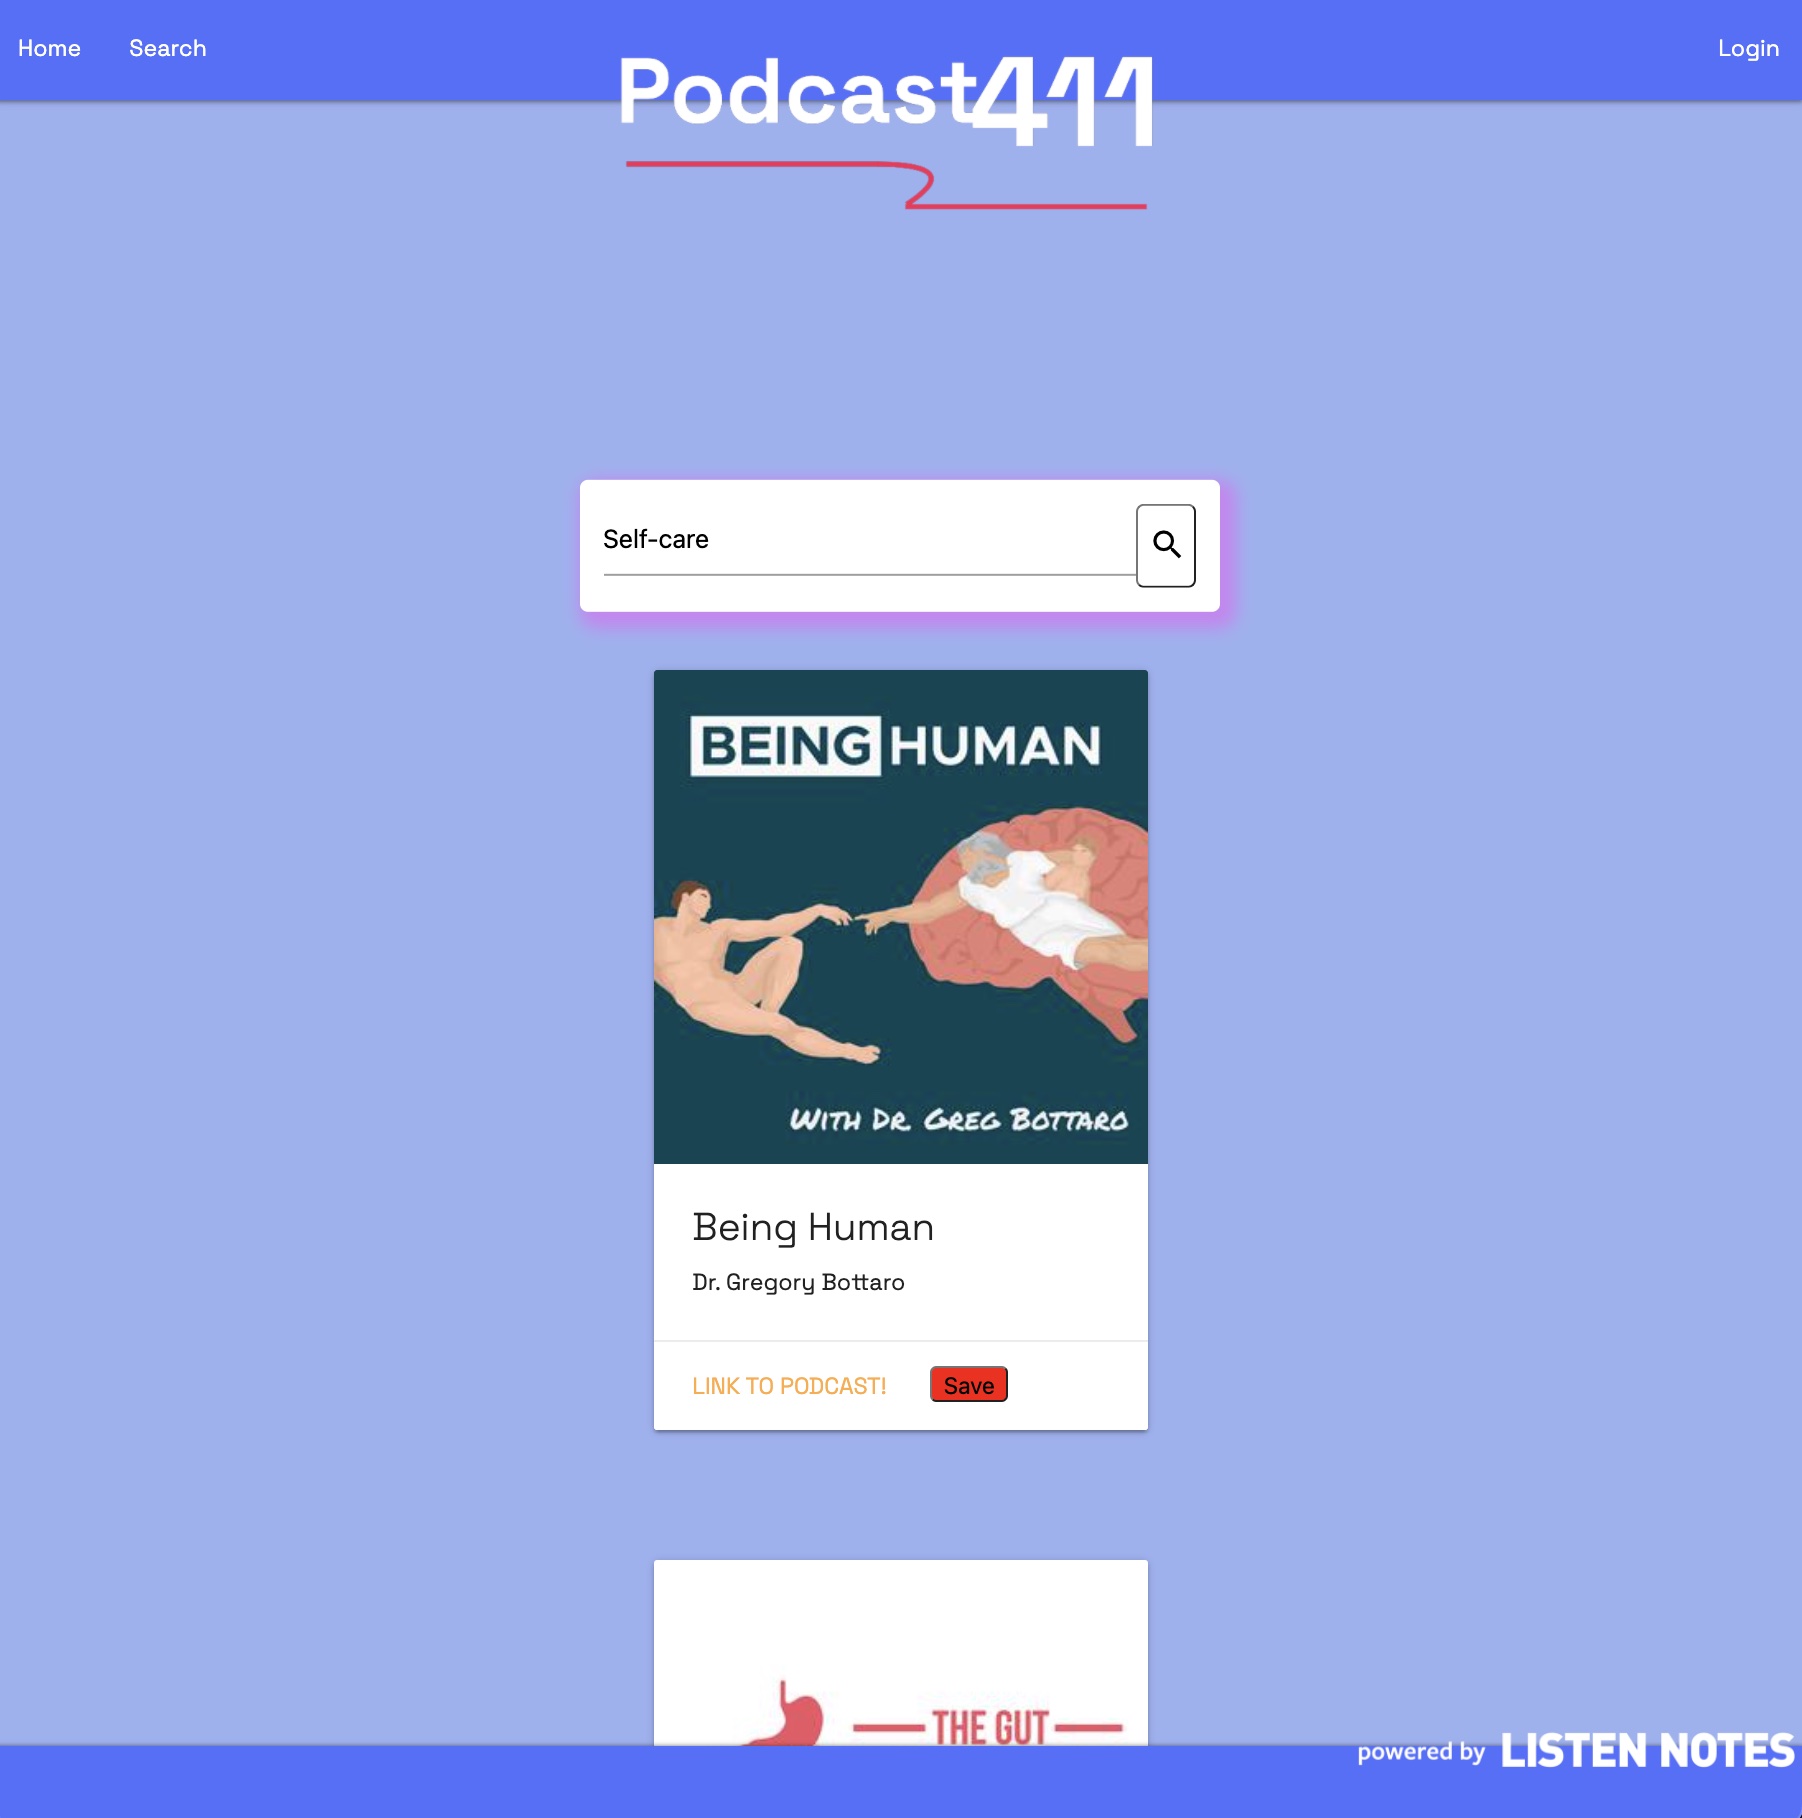 Home Search Login
Podcast411
Self-care
BEING HUMAN
WITH DR. GREG BOTTARO
Being Human
Dr. Gregory Bottaro
LINK TO PODCAST! Save
THE GUT
powered by LISTEN NOTES